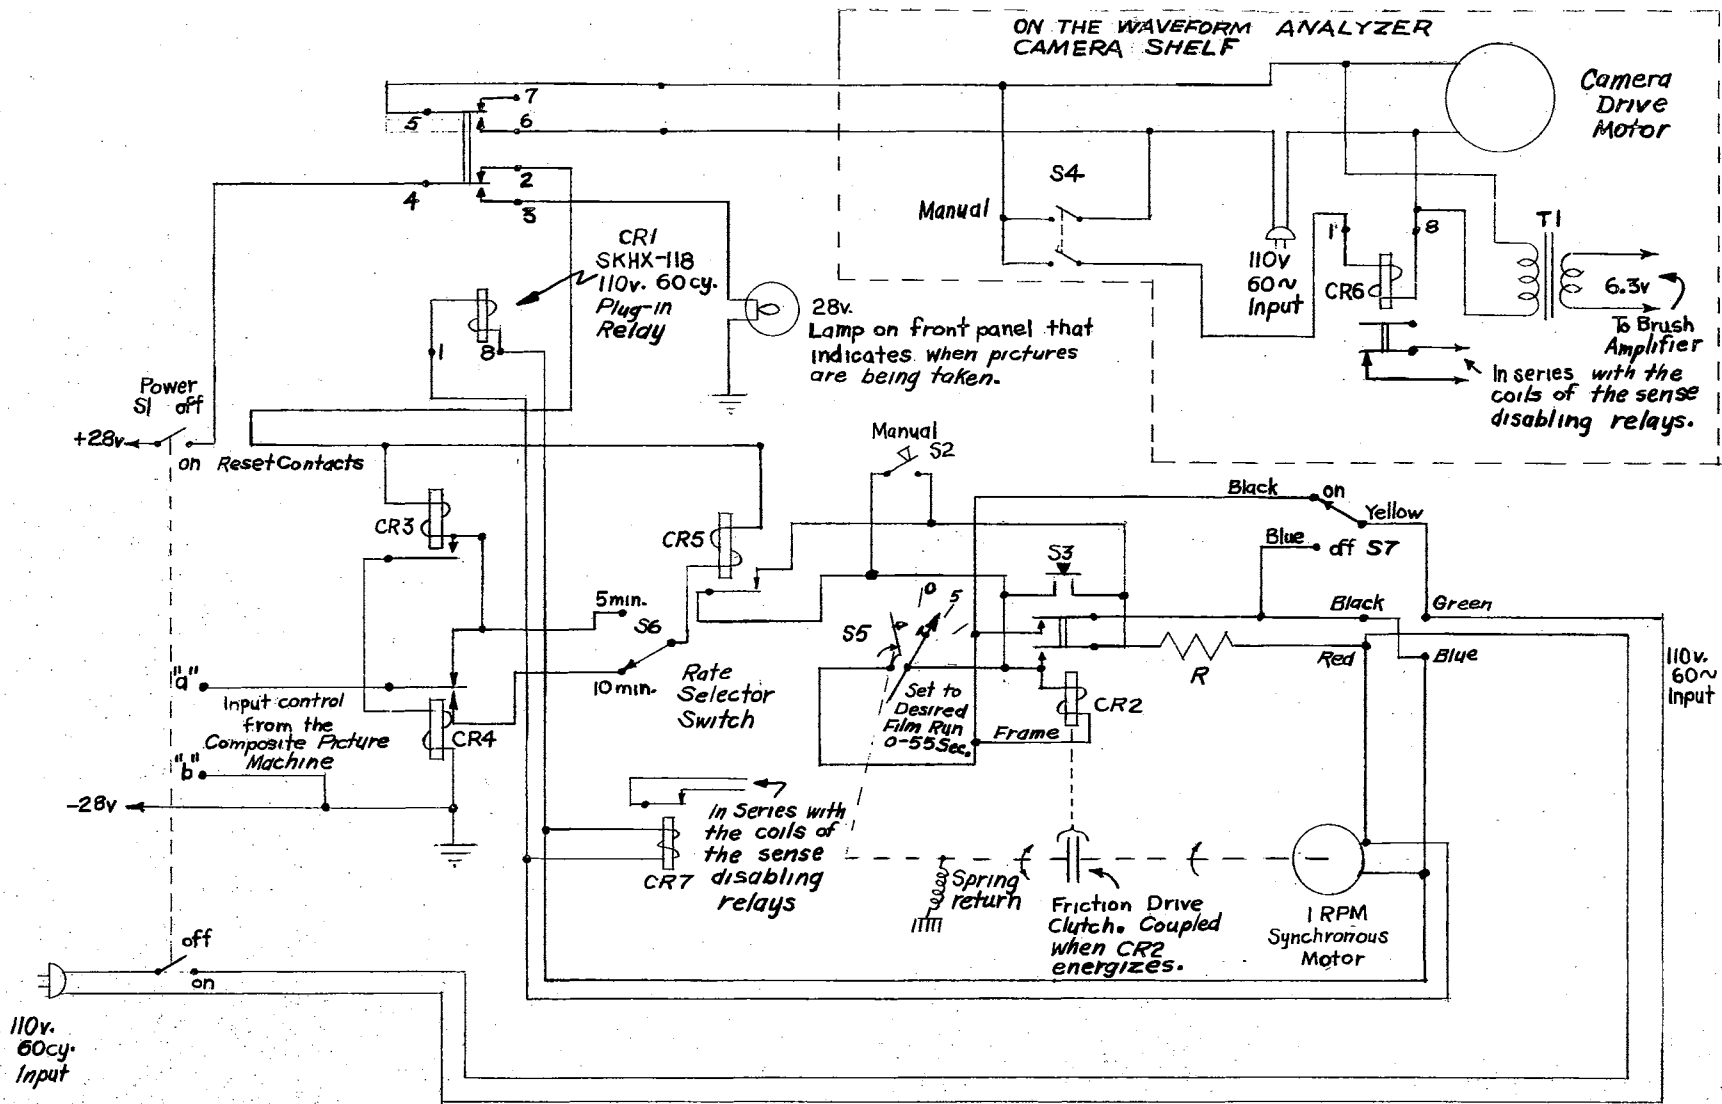 ON THE WAVEFORM ANALYZER
CAMERA SHELF
Camera
Drive
Motor
7
5
6
2
4
3
S4
Manual
1
8
T1
110V
60~
Input
CR6
6.3v
To Brush
Amplifier
In series with the
coils of the sense
disabling relays.
CR1
SKHX-118
110v. 60cy.
Plug-in
Relay
1
8
28v.
Lamp on front panel that
indicates when pictures
are being taken.
Power
S1 off
+28v
on
Reset Contacts
Manual
S2
CR3
CR5
Black
on
Yellow
Blue
off S7
S3
0
5
5min.
S6
S5
Black
Green
Red
Blue
R
110v.
60~
Input
"a"
10min.
Rate
Selector
Switch
Input control
from the
Composite Picture
Machine
CR4
Set to
Desired
Film Run
0-55Sec.
Frame
CR2
"b"
-28v
In Series with
the coils of
the sense
disabling
relays
CR7
Spring
return
Friction Drive
Clutch. Coupled
when CR2
energizes.
1 RPM
Synchronous
Motor
off
on
110v.
60cy.
Input